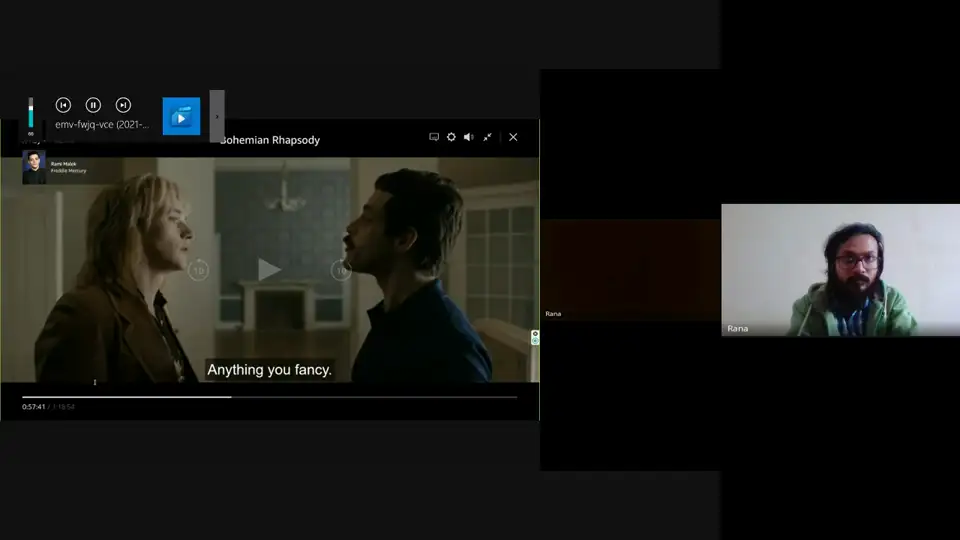 66
emv-fwjq-vce (2021-...
Bohemian Rhapsody
Rami Malek
Freddie Mercury
10
10
Anything you fancy.
0:57:41
Rana
Rana